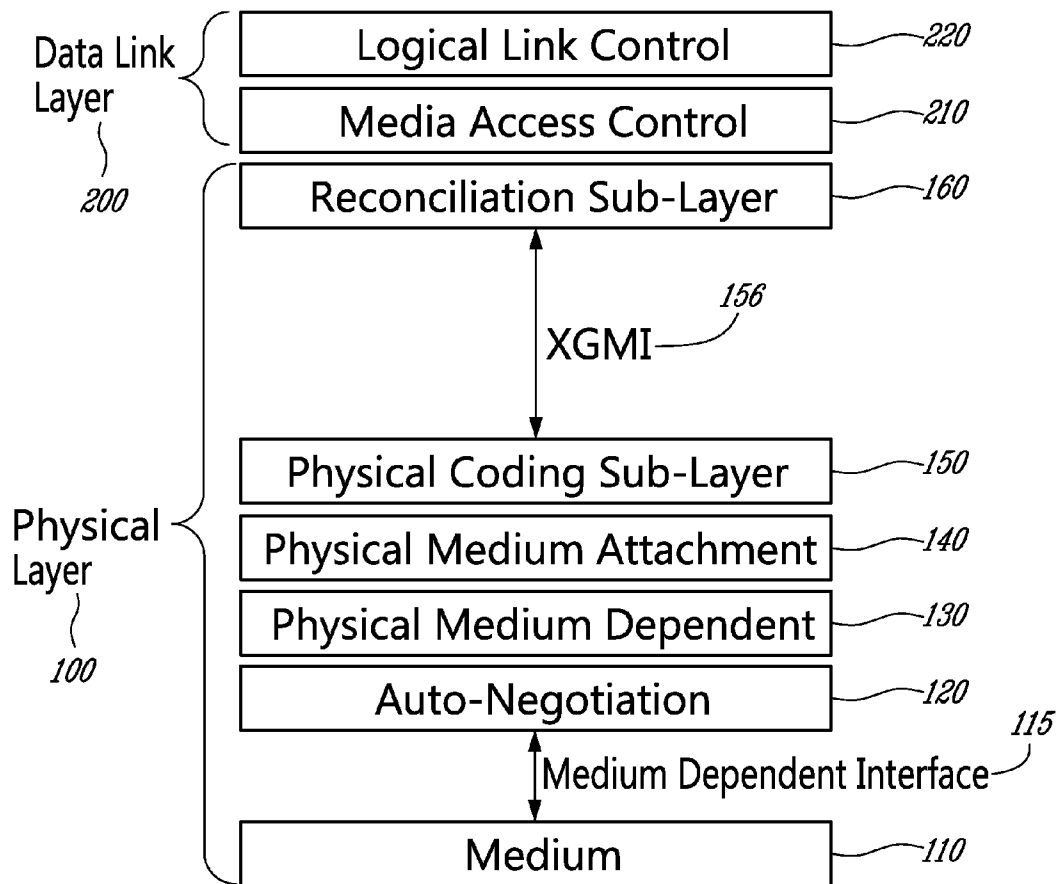 Data Link
Layer
200
Logical Link Control
220
Media Access Control
210
Reconciliation Sub-Layer
160
XGMI
156
Physical Coding Sub-Layer
150
Physical
Layer
100
Physical Medium Attachment
140
Physical Medium Dependent
130
Auto-Negotiation
120
Medium Dependent Interface
115
Medium
110